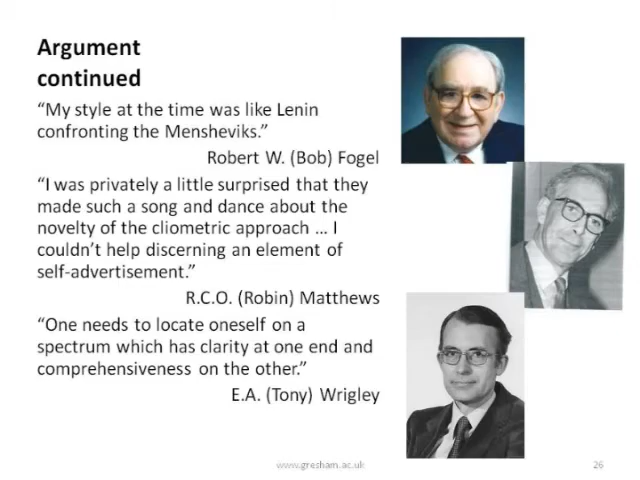 Argument
continued
“My style at the time was like Lenin
confronting the Mensheviks.”
Robert W. (Bob) Fogel
“I was privately a little surprised that they
made such a song and dance about the
novelty of the cliometric approach … I
couldn’t help discerning an element of
self-advertisement.”
R.C.O. (Robin) Matthews
“One needs to locate oneself on a
spectrum which has clarity at one end and
comprehensiveness on the other.”
E.A. (Tony) Wrigley
www.gresham.ac.uk
26